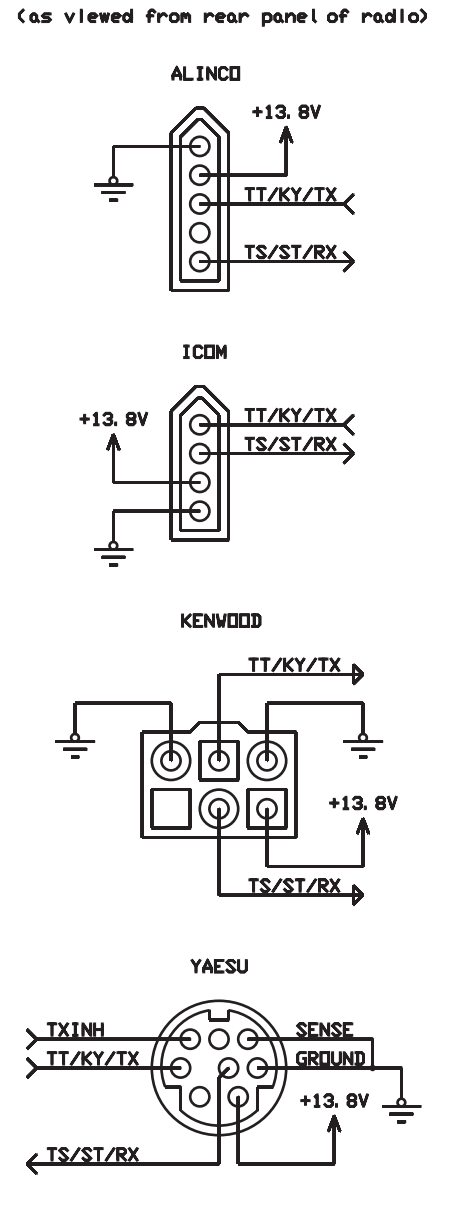 (as viewed from rear panel of radio)
ALINCO
+13.8V
TT/KY/TX
TS/ST/RX
ICOM
+13.8V
TT/KY/TX
TS/ST/RX
KENWOOD
TT/KY/TX
+13.8V
TS/ST/RX
YAESU
TXINH
SENSE
TT/KY/TX
GROUND
+13.8V
TS/ST/RX